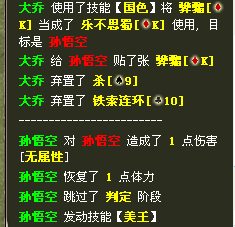 大乔 使用了技能【国色】将 骅骝[♦
K] 当成了 乐不思蜀[♦K] 使用，目
标是 孙悟空
大乔 给 孙悟空 贴了张 骅骝[♦K]
大乔 弃置了 杀[♠9]
大乔 弃置了 铁索连环[♣10]
------------------------
孙悟空 对 孙悟空 造成了 1 点伤害
[无属性]
孙悟空 恢复了 1 点体力
孙悟空 跳过了 判定 阶段
孙悟空 发动技能【美王】